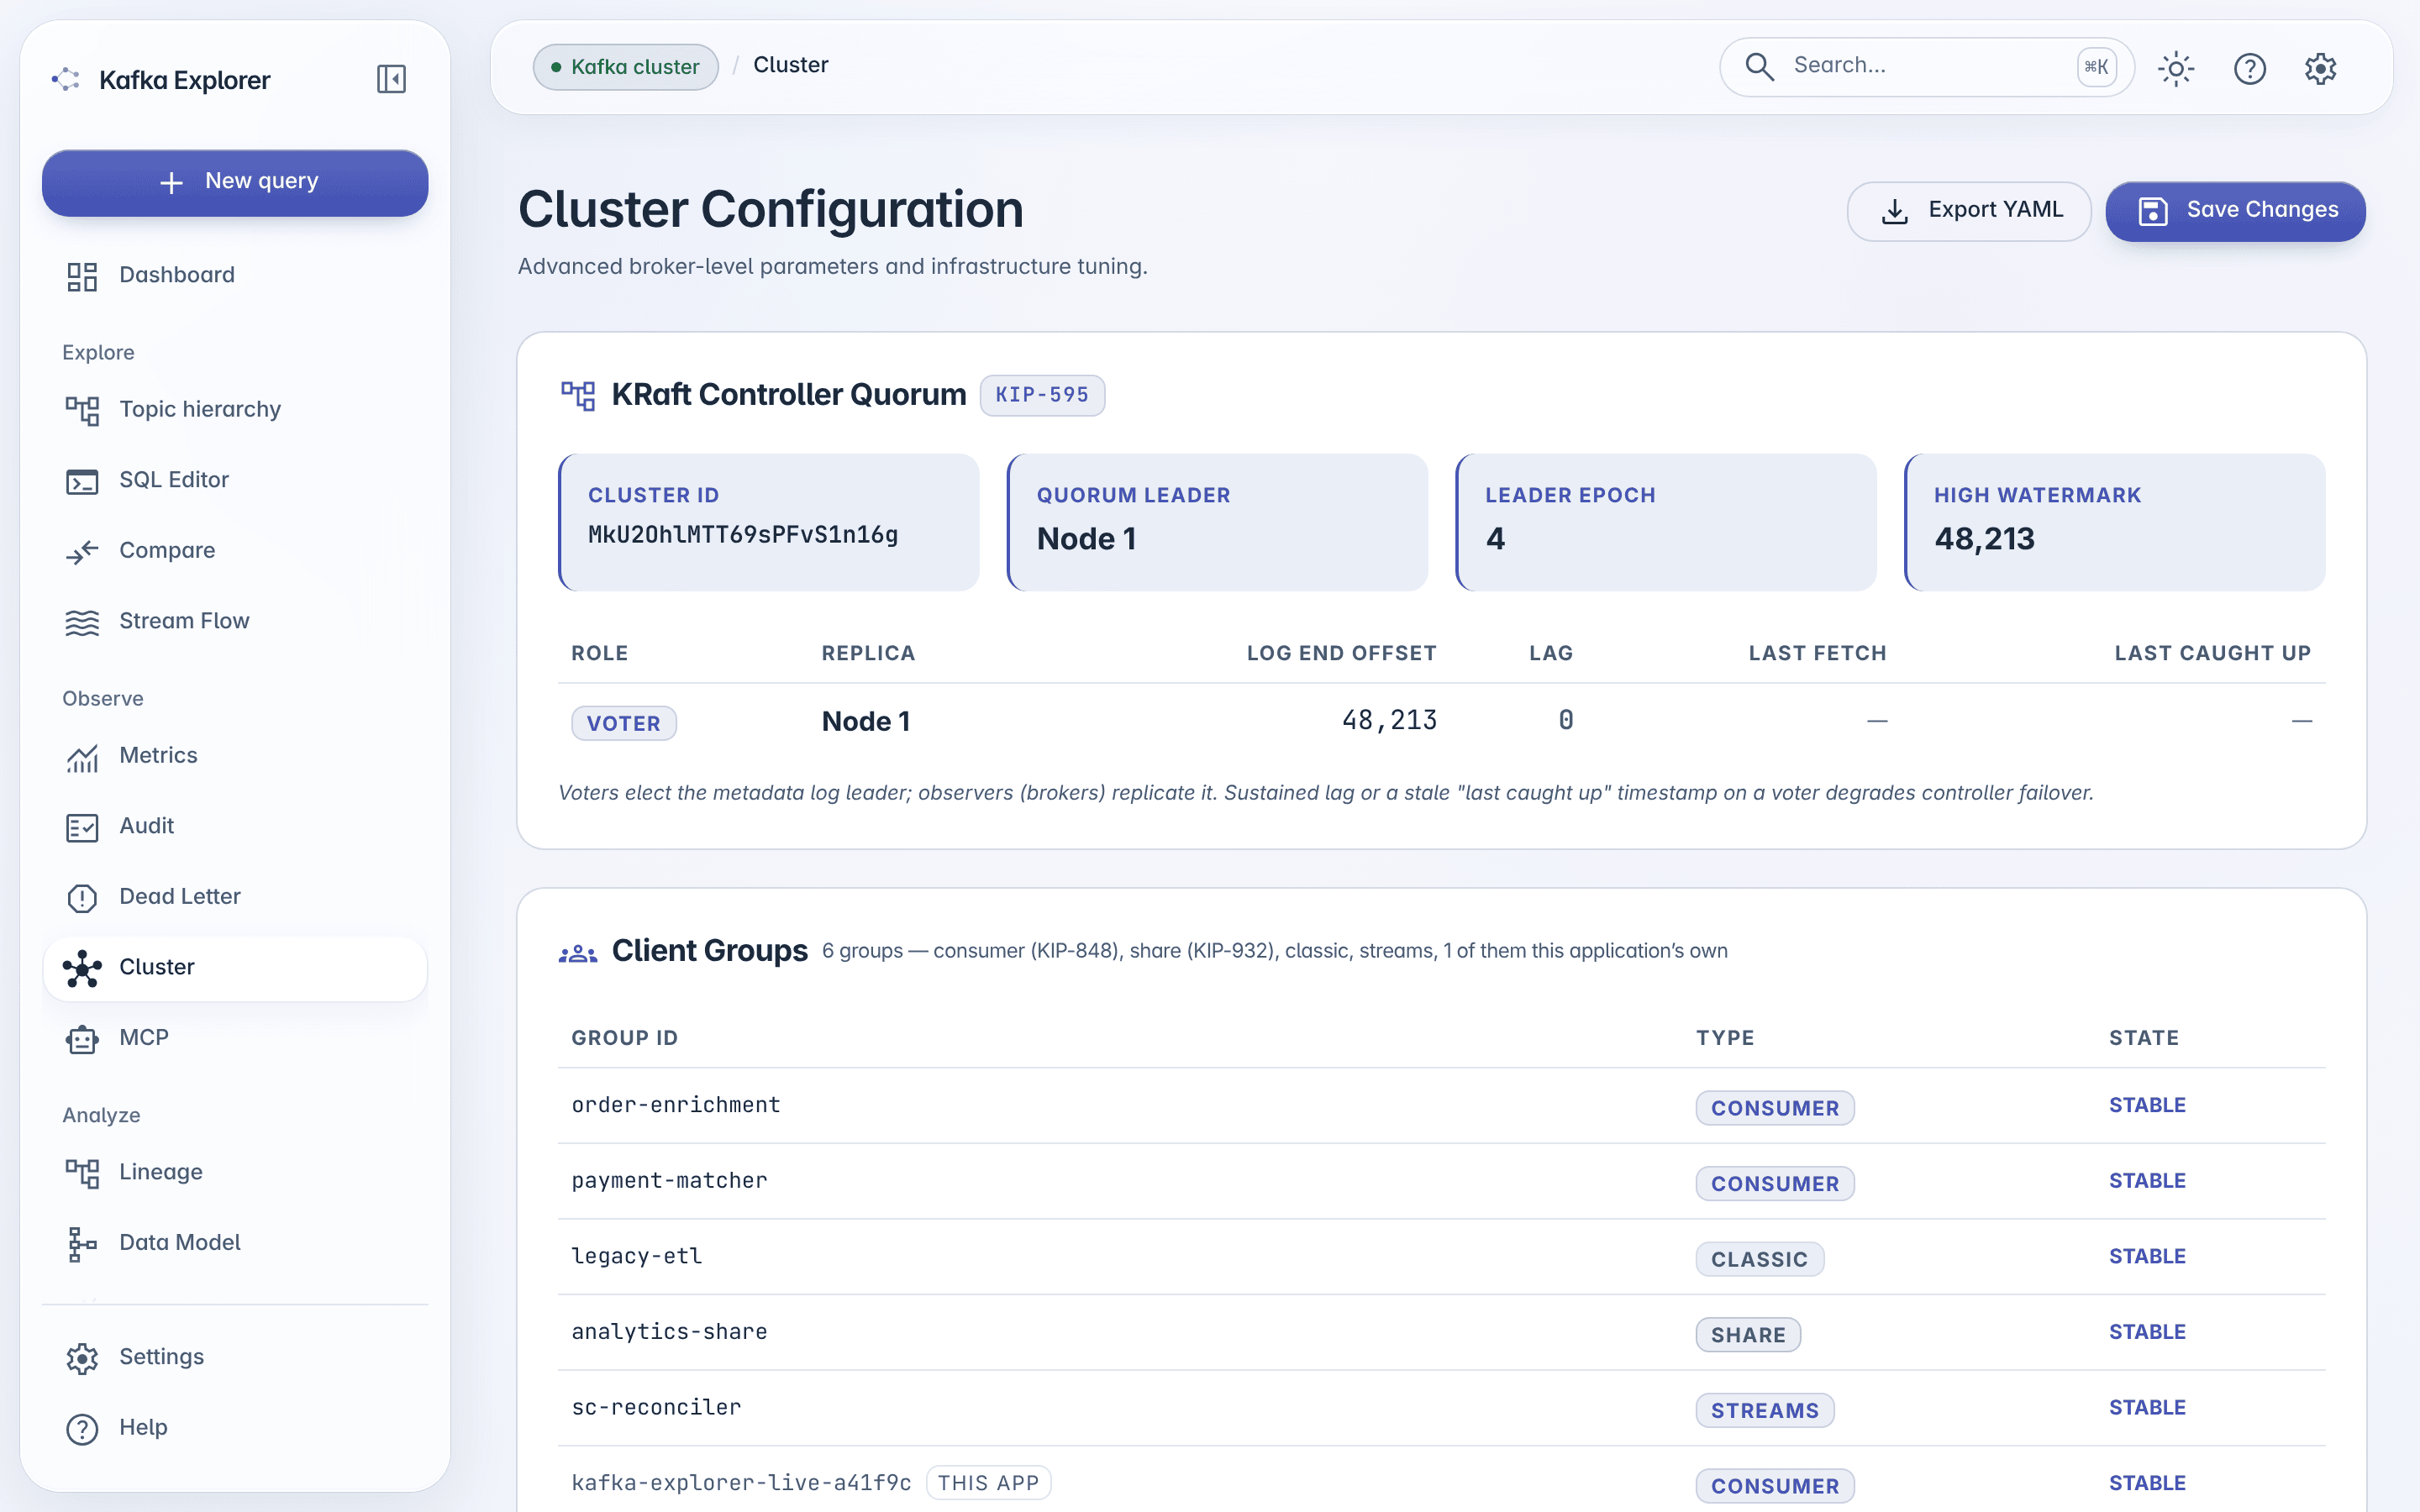 Kafka Explorer
New query
Dashboard
Explore
Topic hierarchy
SQL Editor
Compare
Stream Flow
Observe
Metrics
Audit
Dead Letter
Cluster
MCP
Analyze
Lineage
Data Model
Settings
Help
Kafka cluster / Cluster
Search... ⌘K
Cluster Configuration
Advanced broker-level parameters and infrastructure tuning.
Export YAML
Save Changes
KRaft Controller Quorum KIP-595
CLUSTER ID
MkU2OhlMTT69sPFvS1n16g
QUORUM LEADER
Node 1
LEADER EPOCH
4
HIGH WATERMARK
48,213
ROLE REPLICA LOG END OFFSET LAG LAST FETCH LAST CAUGHT UP
VOTER Node 1 48,213 0 — —
Voters elect the metadata log leader; observers (brokers) replicate it. Sustained lag or a stale "last caught up" timestamp on a voter degrades controller failover.
Client Groups 6 groups — consumer (KIP-848), share (KIP-932), classic, streams, 1 of them this application’s own
GROUP ID TYPE STATE
order-enrichment CONSUMER STABLE
payment-matcher CONSUMER STABLE
legacy-etl CLASSIC STABLE
analytics-share SHARE STABLE
sc-reconciler STREAMS STABLE
kafka-explorer-live-a41f9c THIS APP CONSUMER STABLE